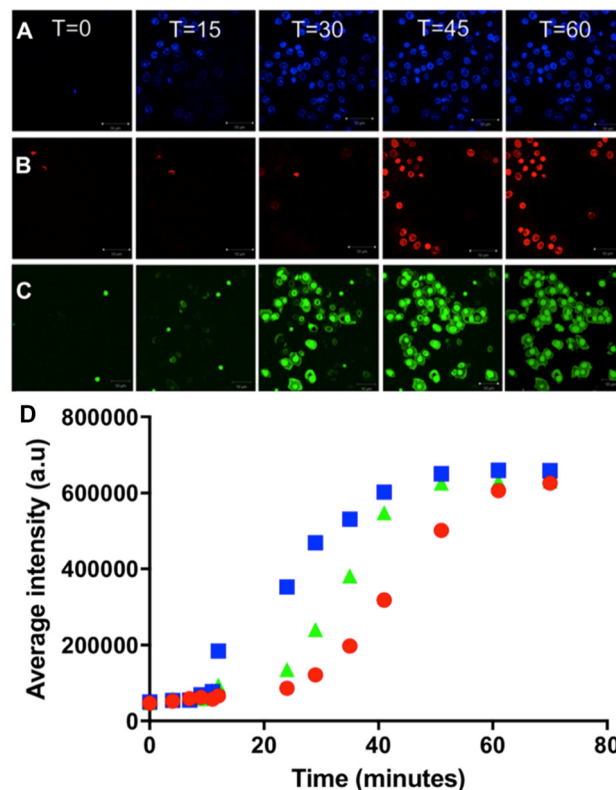 A T=0 T=15 T=30 T=45 T=60
B
C
D
800000
600000
400000
200000
0
Average intensity (a.u)
0 20 40 60 80
Time (minutes)